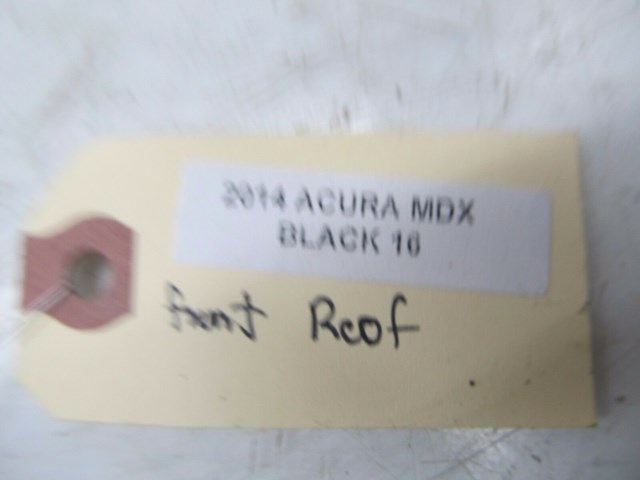 2014 ACURA MDX
BLACK 16
front Roof